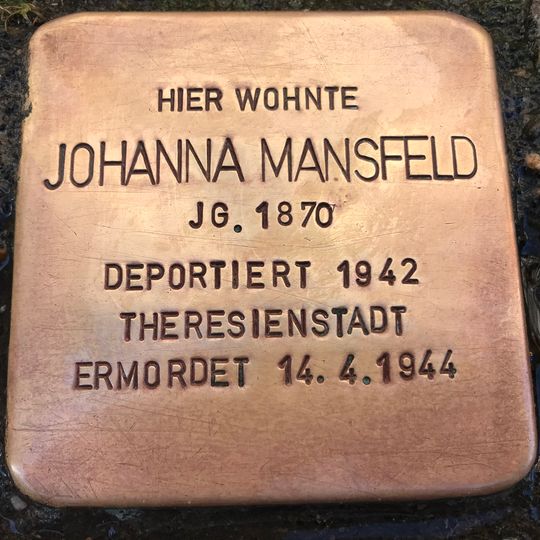 HIER WOHNTE
JOHANNA MANSFELD
JG. 1870
DEPORTIERT 1942
THERESIENSTADT
ERMORDET 14.4.1944